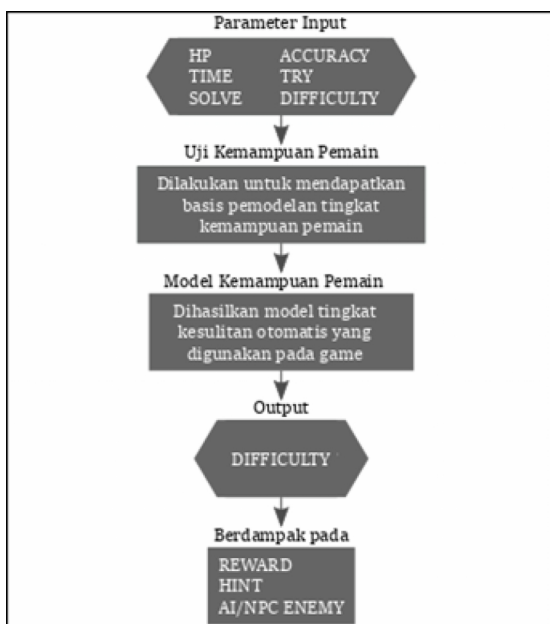 Parameter Input
HP ACCURACY
TIME TRY
SOLVE DIFFICULTY
Uji Kemampuan Pemain
Dilakukan untuk mendapatkan
basis pemodelan tingkat
kemampuan pemain
Model Kemampuan Pemain
Dihasilkan model tingkat
kesulitan otomatis yang
digunakan pada game
Output
DIFFICULTY
Berdampak pada
REWARD
HINT
AI/NPC ENEMY